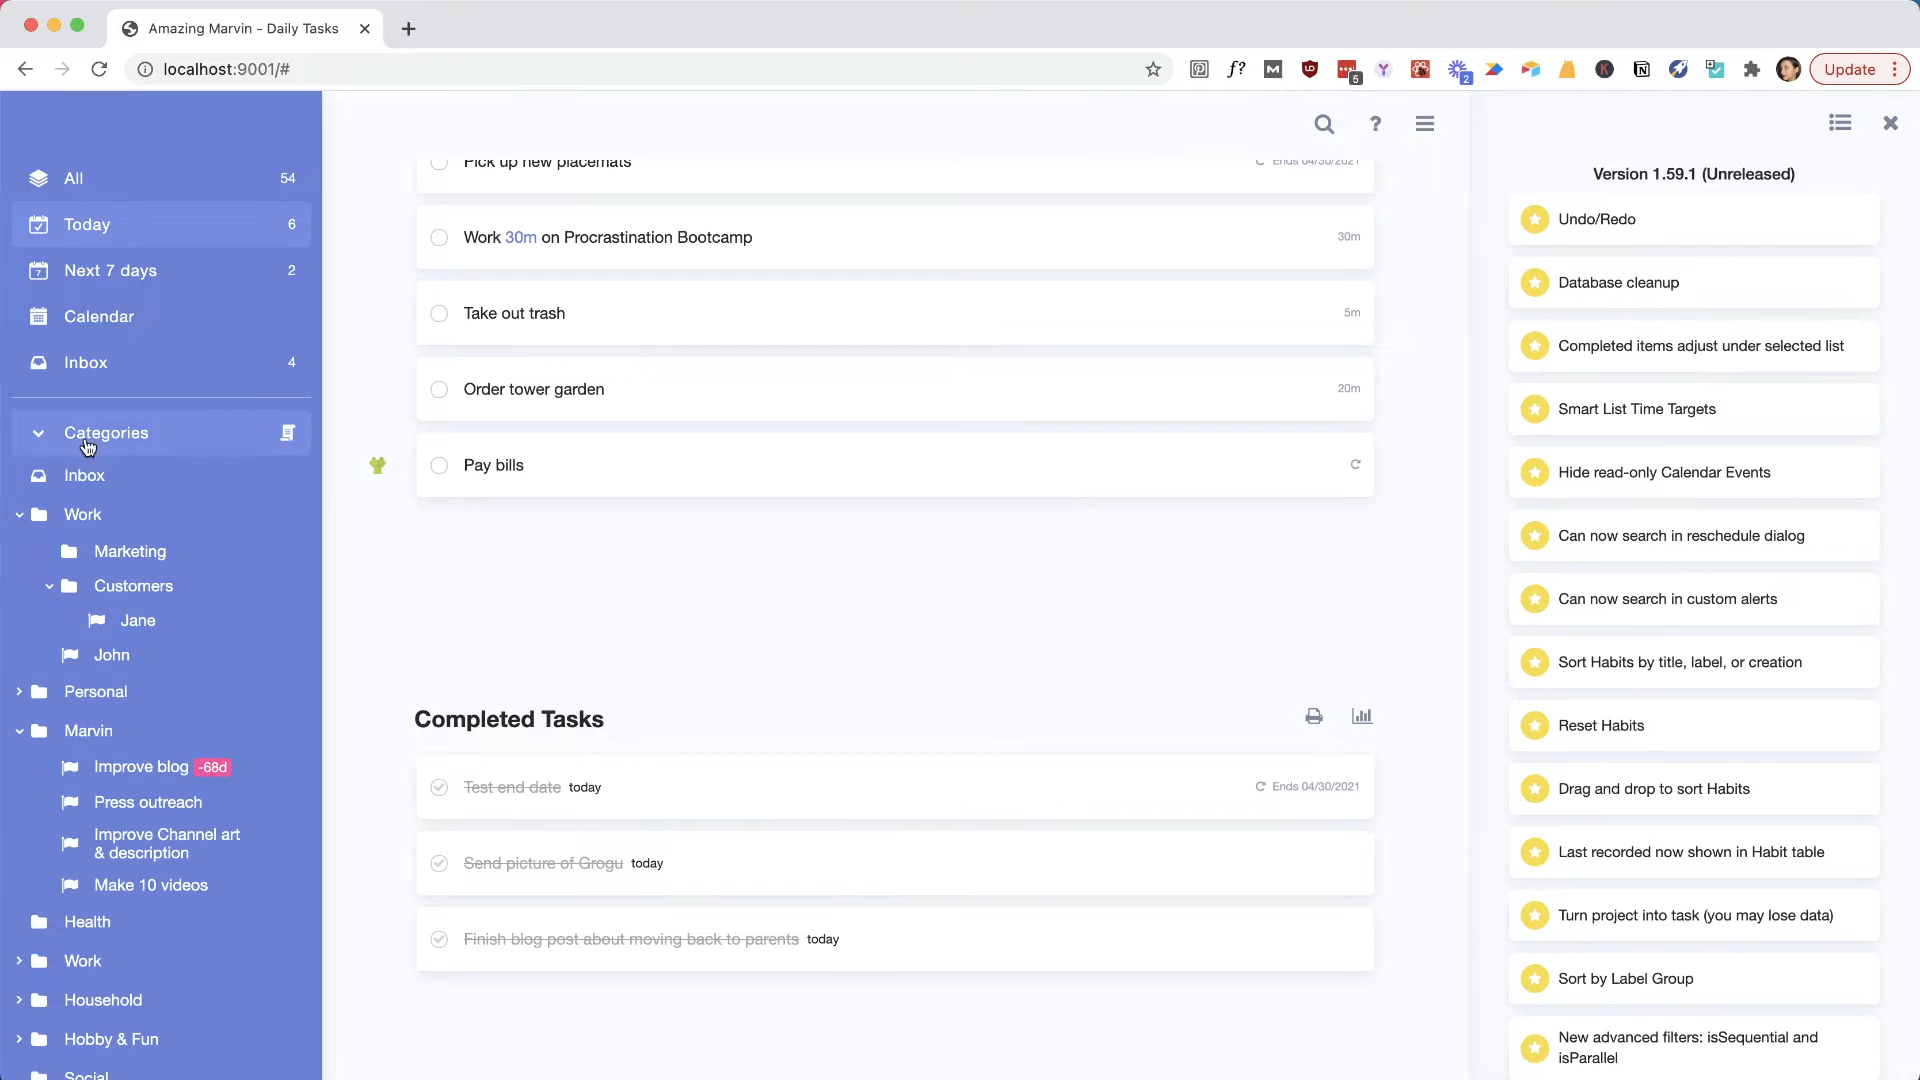 Amazing Marvin - Daily Tasks
localhost:9001/#
f?
5
2
Update
All 54
Today 6
7 Next 7 days 2
Calendar
Inbox 4
Categories
Inbox
Work
Marketing
Customers
Jane
John
Personal
Marvin
Improve blog -68d
Press outreach
Improve Channel art
& description
Make 10 videos
Health
Work
Household
Hobby & Fun
Social
?
Pick up new placemats Ends 04/30/2021
Work 30m on Procrastination Bootcamp 30m
Take out trash 5m
Order tower garden 20m
Pay bills
Completed Tasks
Test end date today Ends 04/30/2021
Send picture of Grogu today
Finish blog post about moving back to parents today
Version 1.59.1 (Unreleased)
Undo/Redo
Database cleanup
Completed items adjust under selected list
Smart List Time Targets
Hide read-only Calendar Events
Can now search in reschedule dialog
Can now search in custom alerts
Sort Habits by title, label, or creation
Reset Habits
Drag and drop to sort Habits
Last recorded now shown in Habit table
Turn project into task (you may lose data)
Sort by Label Group
New advanced filters: isSequential and
isParallel